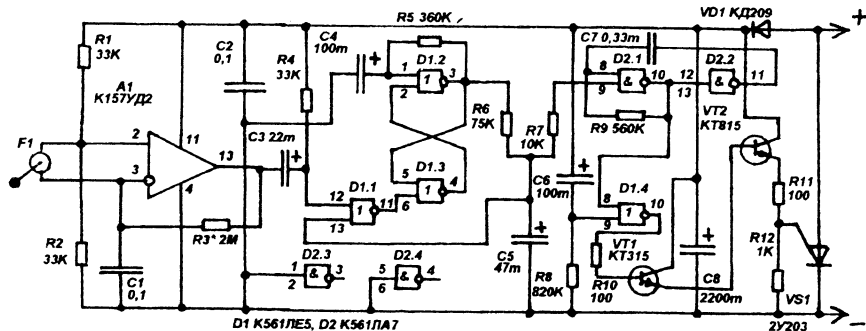 R5 360K
VD1 КД209
+
R1
33K
C2
0,1
R4
33K
C4
100m
+
C7 0,33m
A1
К157УД2
D1.2
1
1
2
3
D2.1
&
8
9
10
D2.2
&
12
13
11
VT2
КТ815
R6
75K
R7
10K
R9 560K
F1
2
3
11
4
13
C3 22m
+
D1.3
1
5
6
4
C6
100m
+
D1.4
1
8
9
10
R11
100
D1.1
1
12
13
11
R3* 2M
R2
33K
C1
0,1
D2.3
&
1
2
3
D2.4
&
5
6
4
C5
47m
+
R8
820K
R10
100
VT1
КТ315
+
C8
2200m
R12
1K
VS1
2У203
–
D1 К561ЛЕ5, D2 К561ЛА7